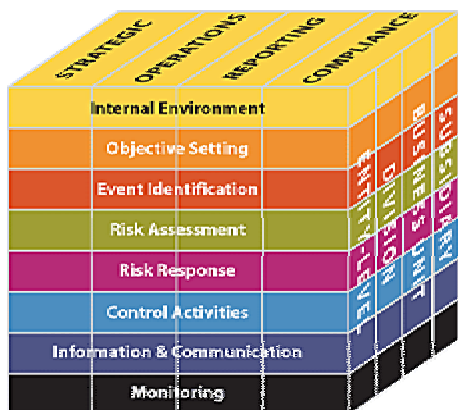 STRATEGIC
OPERATIONS
REPORTING
COMPLIANCE
Internal Environment
Objective Setting
Event Identification
Risk Assessment
Risk Response
Control Activities
Information & Communication
Monitoring
ENTITY-LEVEL
DIVISION
BUSINESS UNIT
SUBSIDIARY